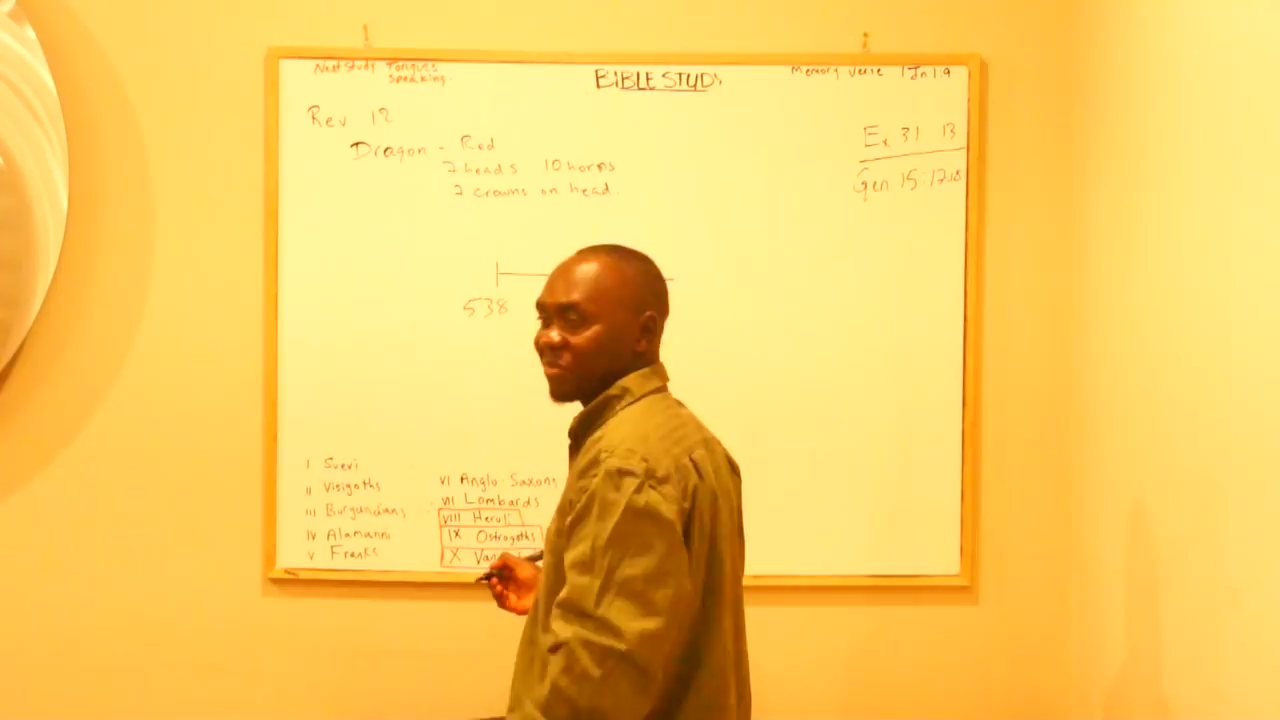 Next Study Tongues
Speaking.
BIBLE STUDY
Memory Verse 1 Jn 1:9
Rev 12
Dragon - Red
7 heads 10 horns
7 crowns on head.
Ex 31 13
Gen 15:17,18
538
I Suevi
II Visigoths
III Burgundians
IV Alamanni
V Franks
VI Anglo-Saxons
VII Lombards
VIII Heruli
IX Ostrogoths
X